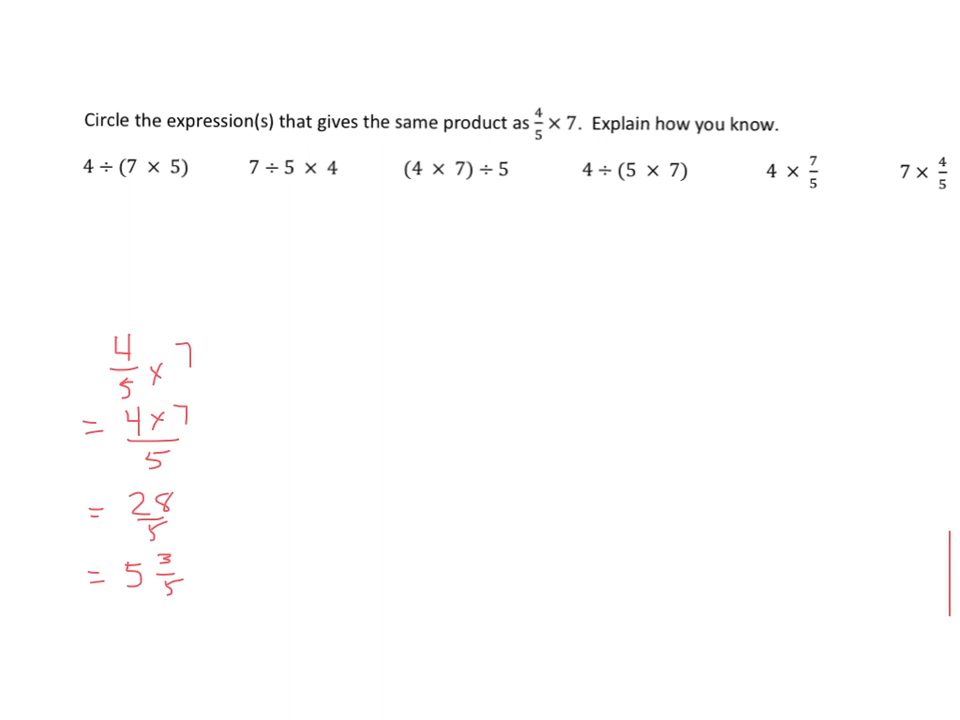 Circle the expression(s) that gives the same product as 4/5 × 7. Explain how you know.
4 ÷ (7 × 5) 7 ÷ 5 × 4 (4 × 7) ÷ 5 4 ÷ (5 × 7) 4 × 7/5 7 × 4/5
4/5 × 7
= 4 × 7/5
= 28/5
= 5 3/5